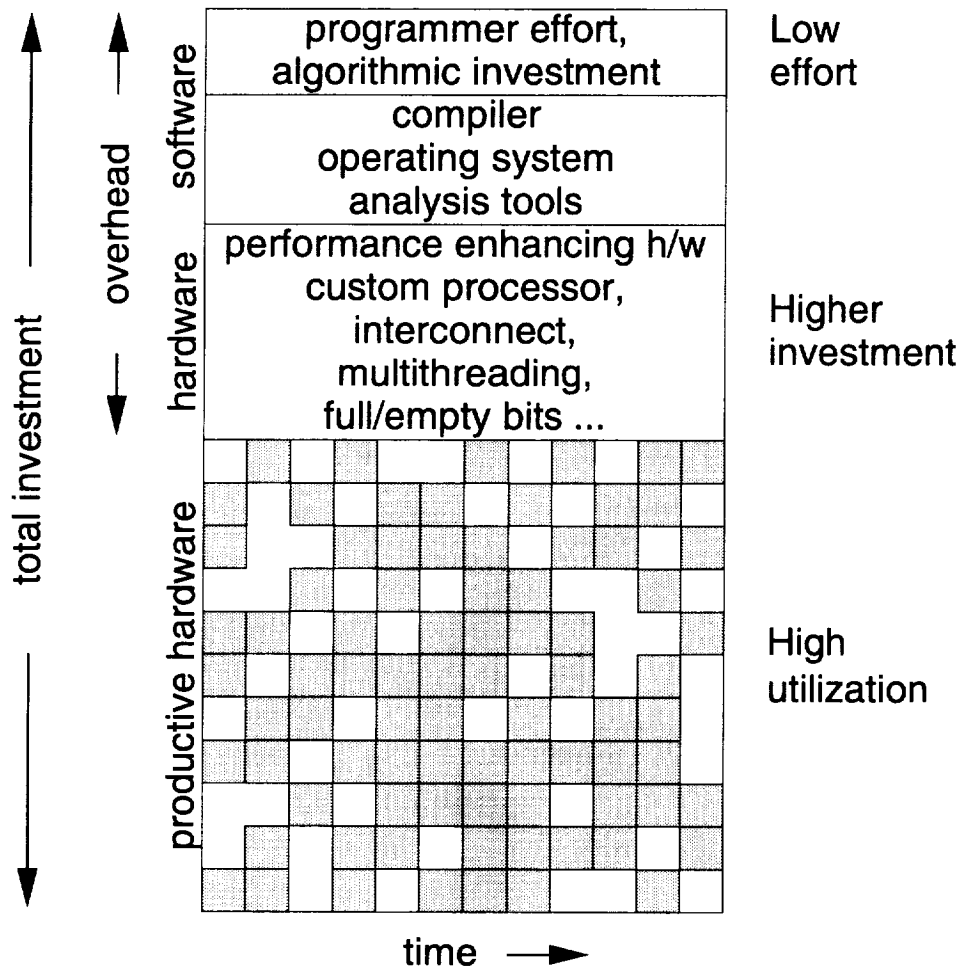 total investment
overhead
software
hardware
productive hardware
programmer effort,
algorithmic investment
compiler
operating system
analysis tools
performance enhancing h/w
custom processor,
interconnect,
multithreading,
full/empty bits ...
Low
effort
Higher
investment
High
utilization
time